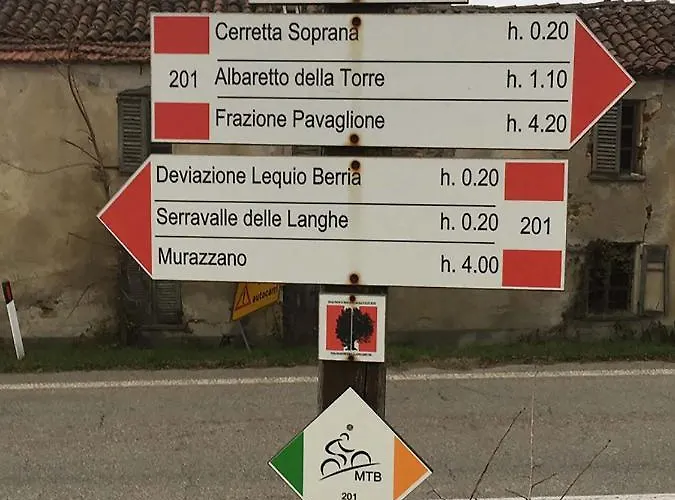 Cerretta Soprana h. 0.20
201 Albaretto della Torre h. 1.10
Frazione Pavaglione h. 4.20
Deviazione Lequio Berria h. 0.20
Serravalle delle Langhe h. 0.20 201
Murazzano h. 4.00
autocarri
MTB
201